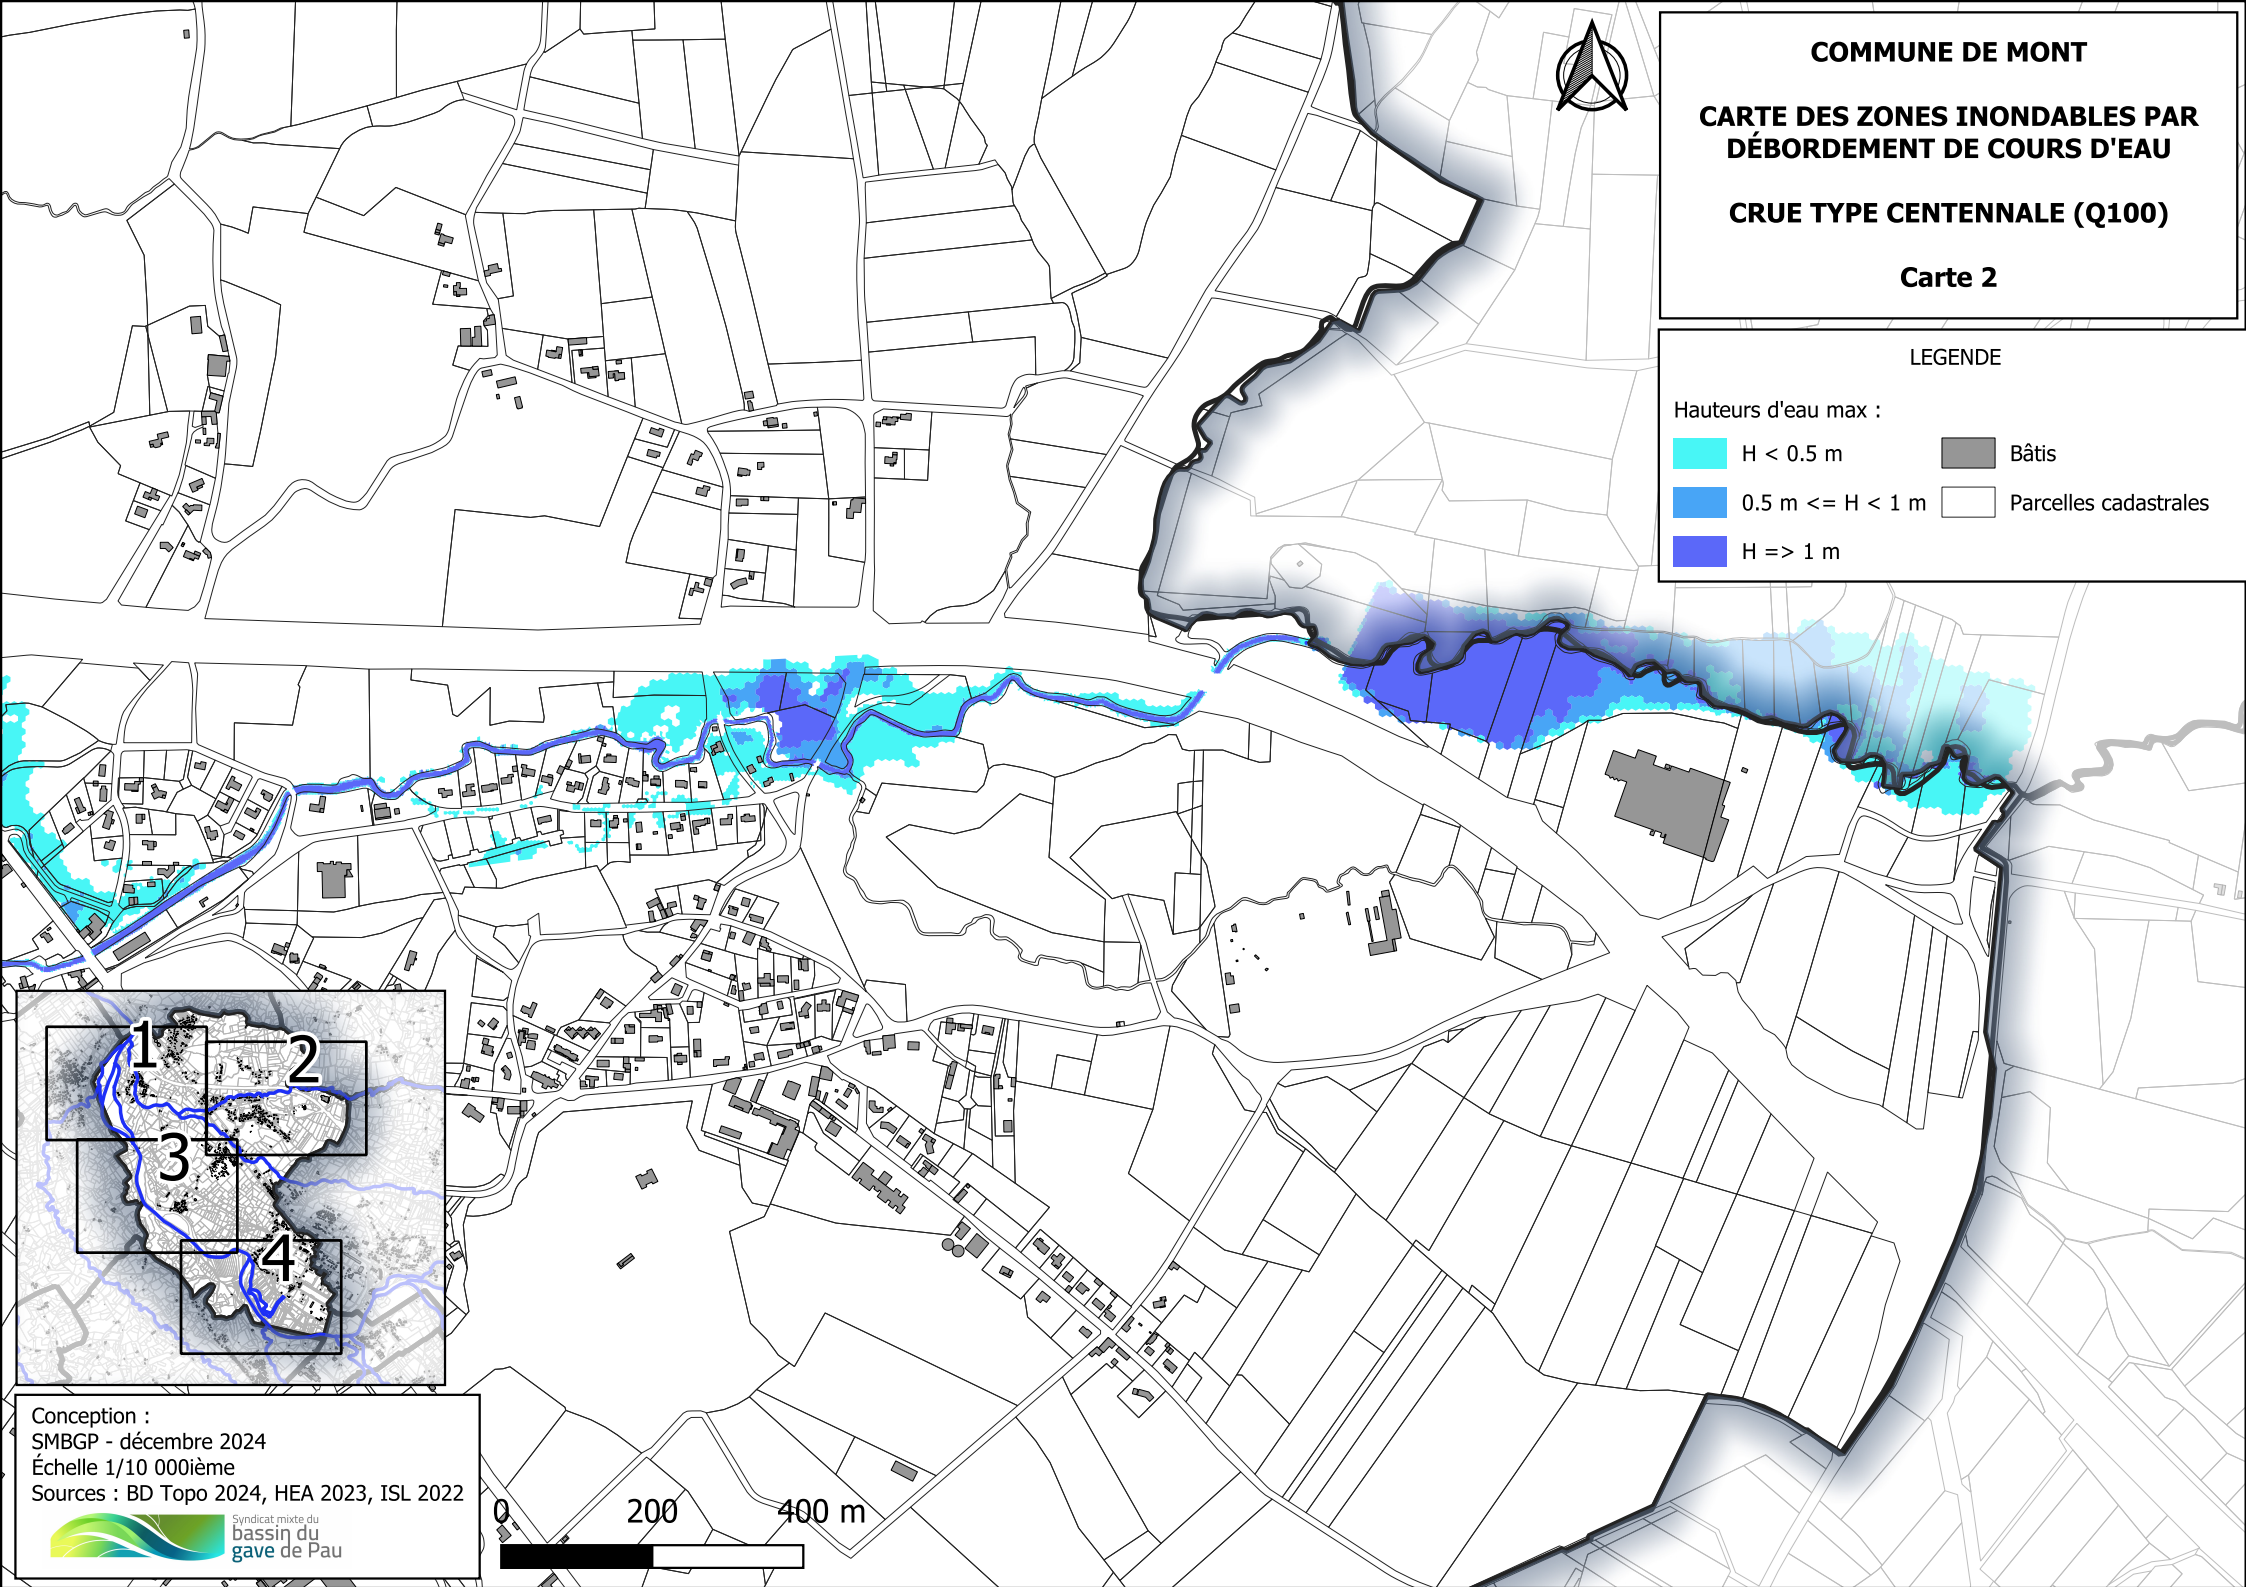 COMMUNE DE MONT
CARTE DES ZONES INONDABLES PAR
DÉBORDEMENT DE COURS D'EAU
CRUE TYPE CENTENNALE (Q100)
Carte 2
LEGENDE
Hauteurs d'eau max :
H < 0.5 m
Bâtis
0.5 m <= H < 1 m
Parcelles cadastrales
H => 1 m
1
2
3
4
Conception :
SMBGP - décembre 2024
Échelle 1/10 000ième
Sources : BD Topo 2024, HEA 2023, ISL 2022
Syndicat mixte du
bassin du
gave de Pau
0 200 400 m